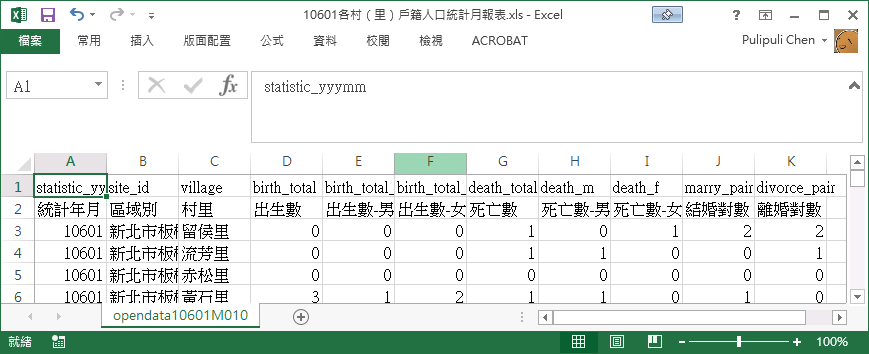 10601各村（里）戶籍人口統計月報表.xls - Excel
檔案 常用 插入 版面配置 公式 資料 校閱 檢視 ACROBAT Pulipuli Chen
A1 fx statistic_yyymm
A B C D E F G H I J K
1 statistic_yy site_id village birth_total birth_total_ birth_total_ death_total death_m death_f marry_pair divorce_pair
2 統計年月 區域別 村里 出生數 出生數-男 出生數-女 死亡數 死亡數-男 死亡數-女 結婚對數 離婚對數
3 10601 新北市板橋 留侯里 0 0 0 1 0 1 2 2
4 10601 新北市板橋 流芳里 0 0 0 1 1 0 0 1
5 10601 新北市板橋 赤松里 0 0 0 0 0 0 0 0
6 10601 新北市板橋 黃石里 3 1 2 1 1 0 1 0
opendata10601M010
就緒 100%